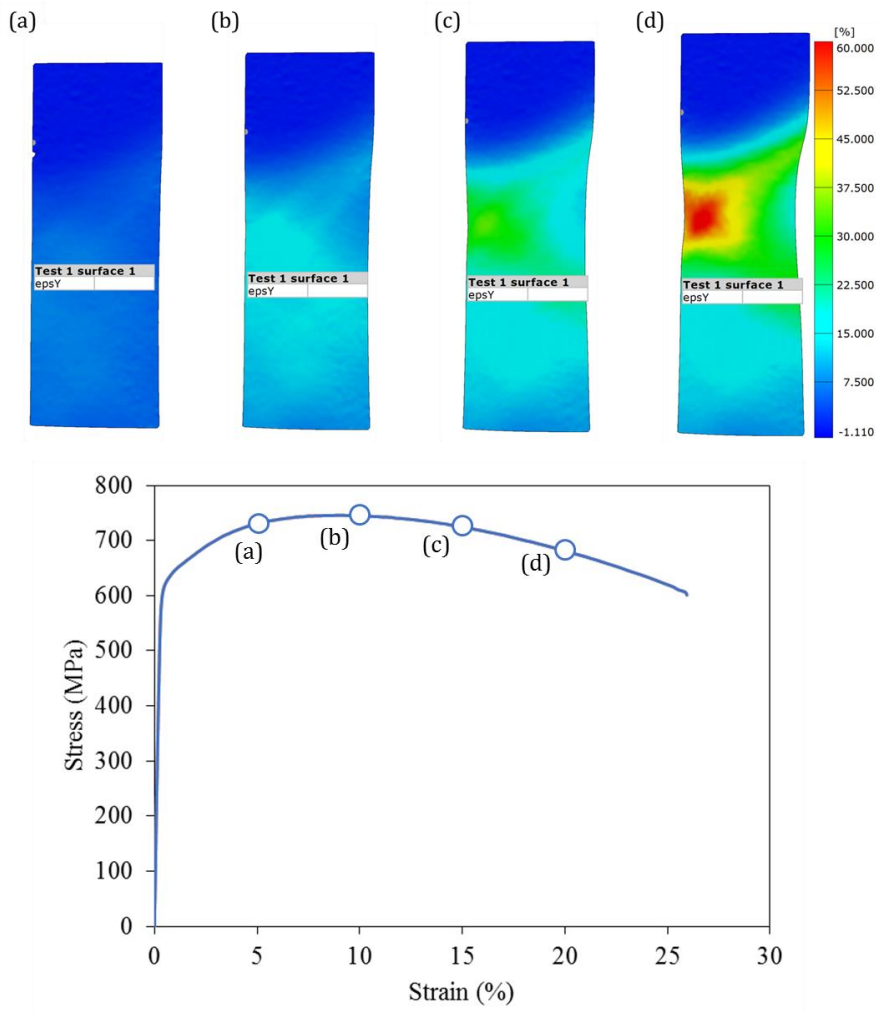 (a)
(b)
(c)
(d)
[%]
60.000
52.500
45.000
37.500
30.000
22.500
15.000
7.500
-1.110
Test 1 surface 1
epsY
Test 1 surface 1
epsY
Test 1 surface 1
epsY
Test 1 surface 1
epsY
800
700
600
500
400
300
200
100
0
Stress (MPa)
(a)
(b)
(c)
(d)
0 5 10 15 20 25 30
Strain (%)